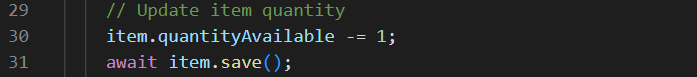 29 // Update item quantity
30 item.quantityAvailable -= 1;
31 await item.save();